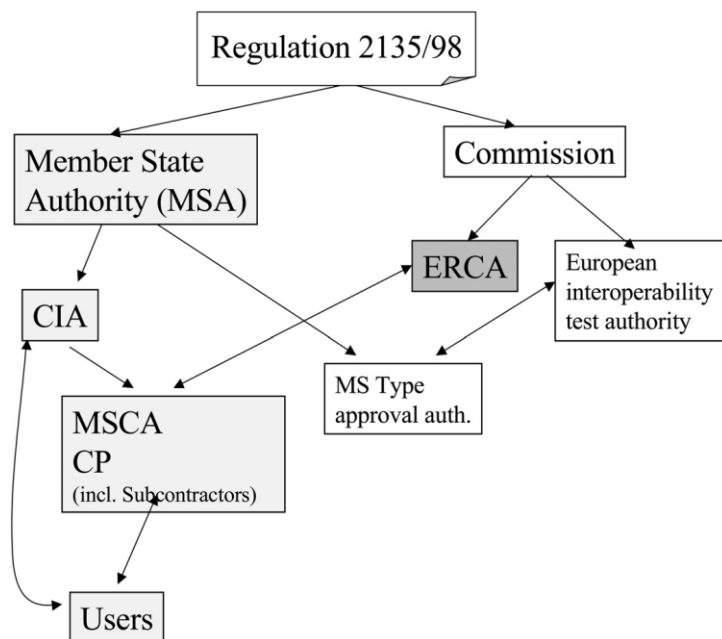 Regulation 2135/98
Member State
Authority (MSA)
Commission
ERCA
European
interoperability
test authority
CIA
MS Type
approval auth.
MSCA
CP
(incl. Subcontractors)
Users